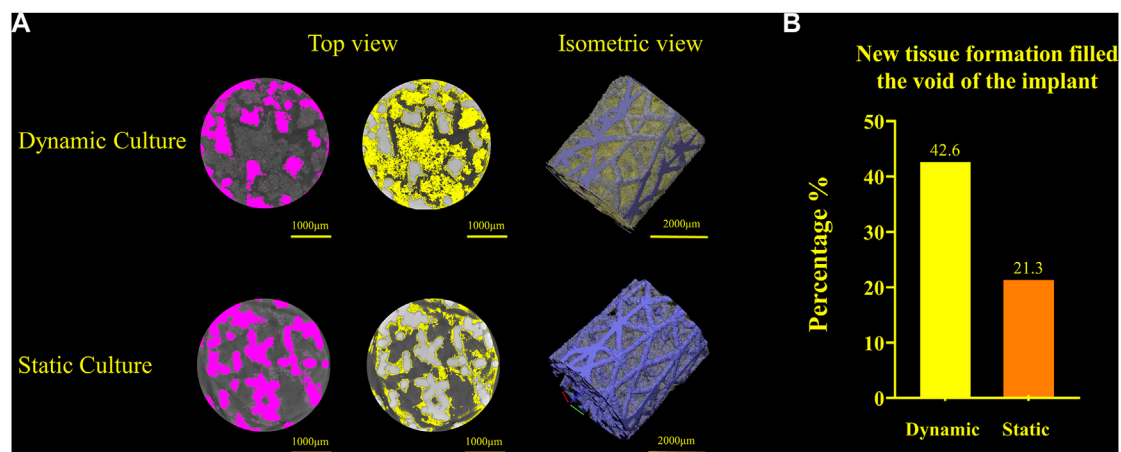 A
B
Top view
Isometric view
New tissue formation filled
the void of the implant
Dynamic Culture
1000μm
1000μm
2000μm
Static Culture
1000μm
1000μm
2000μm
Percentage %
50
40
30
20
10
0
42.6
21.3
Dynamic
Static